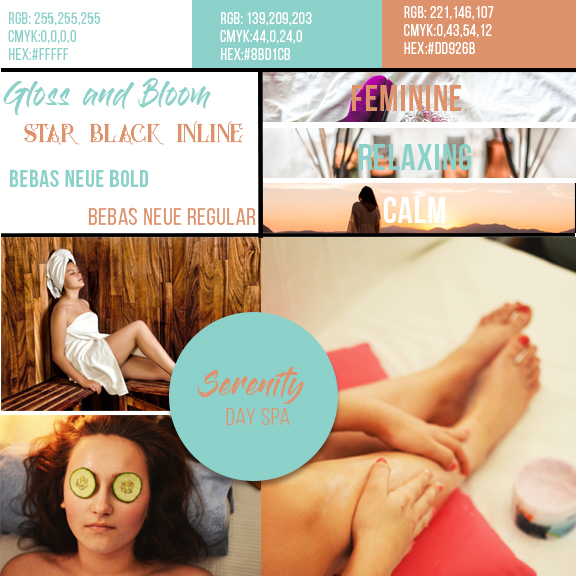 RGB: 255,255,255
CMYK:0,0,0,0
HEX:#FFFFF
RGB: 139,209,203
CMYK:44,0,24,0
HEX:#8BD1CB
RGB: 221,146,107
CMYK:0,43,54,12
HEX:#DD926B
Gloss and Bloom
STAR BLACK INLINE
BEBAS NEUE BOLD
BEBAS NEUE REGULAR
FEMININE
RELAXING
CALM
Serenity
DAY SPA